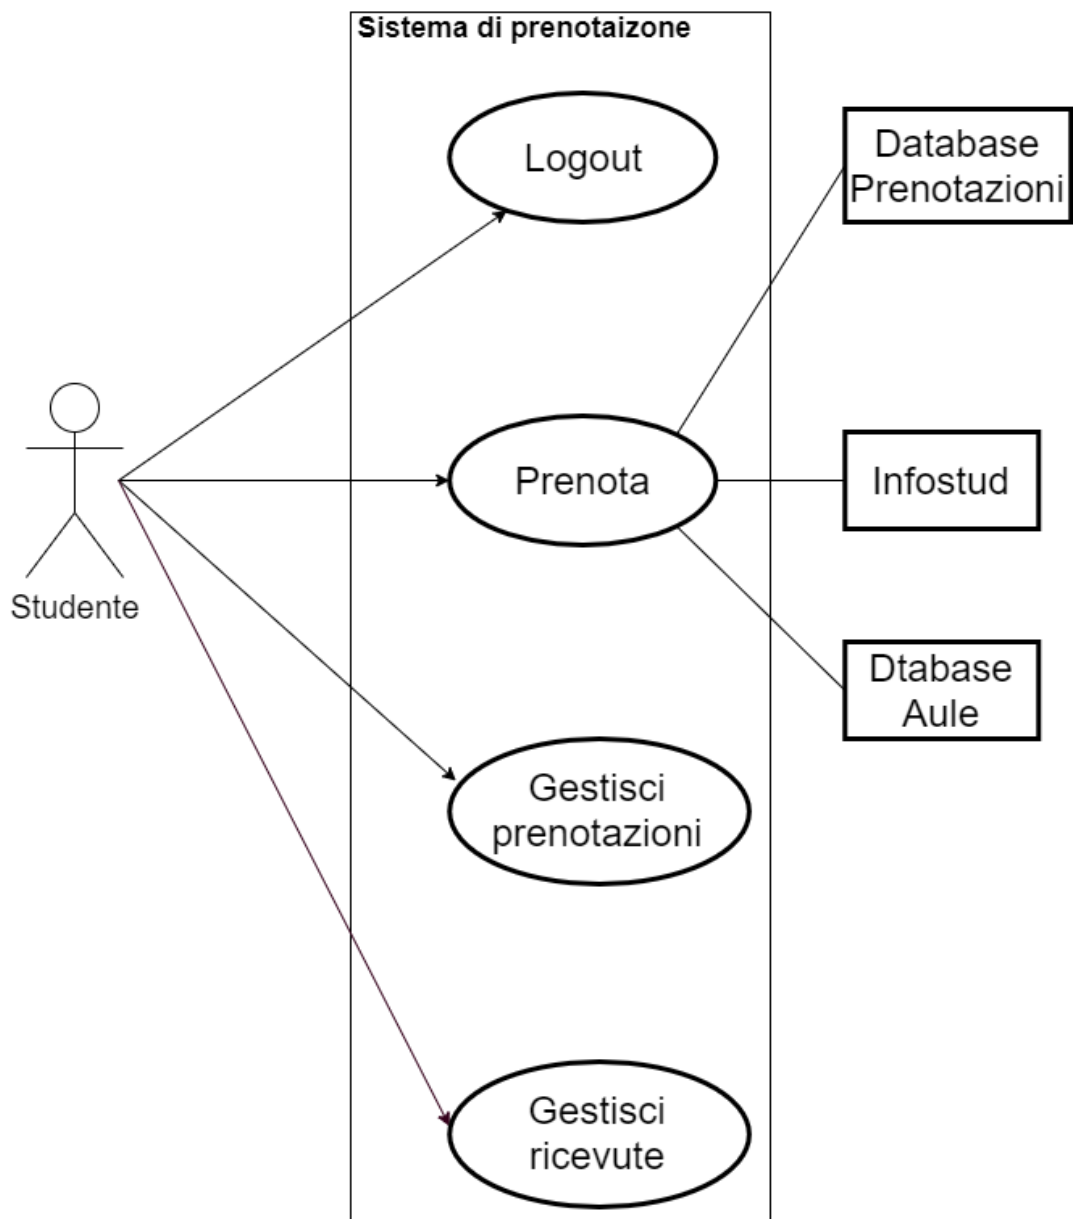 Sistema di prenotaizone
Logout
Database
Prenotazioni
Prenota
Infostud
Studente
Dtabase
Aule
Gestisci
prenotazioni
Gestisci
ricevute